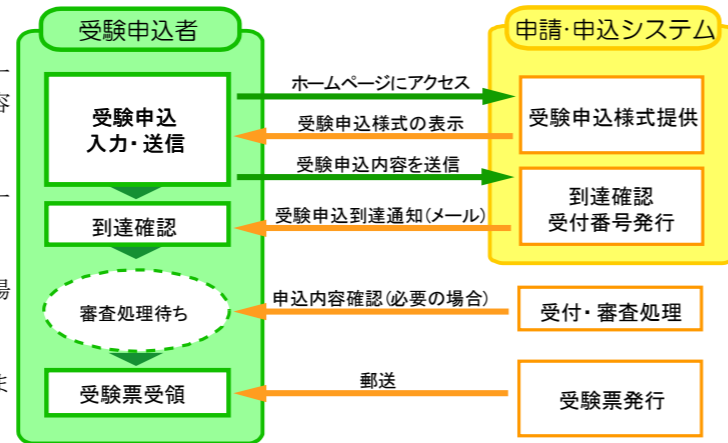 受験申込者
申請･申込システム
ー
容
ー
場
ま
受験申込
入力･送信
ホームページにアクセス
受験申込様式の表示
受験申込様式提供
受験申込内容を送信
到達確認
受験申込到達通知(メール)
到達確認
受付番号発行
審査処理待ち
申込内容確認(必要の場合)
受付･審査処理
受験票受領
郵送
受験票発行